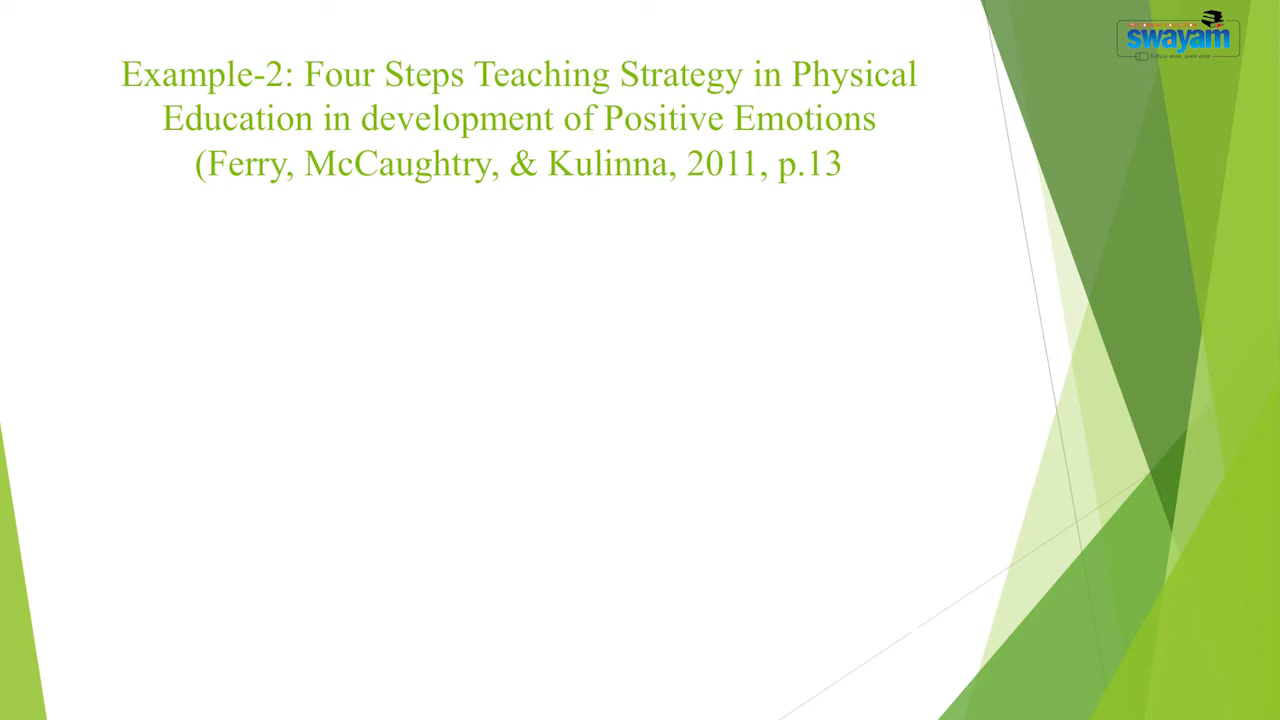 swayam
Example-2: Four Steps Teaching Strategy in Physical
Education in development of Positive Emotions
(Ferry, McCaughtry, & Kulinna, 2011, p.13